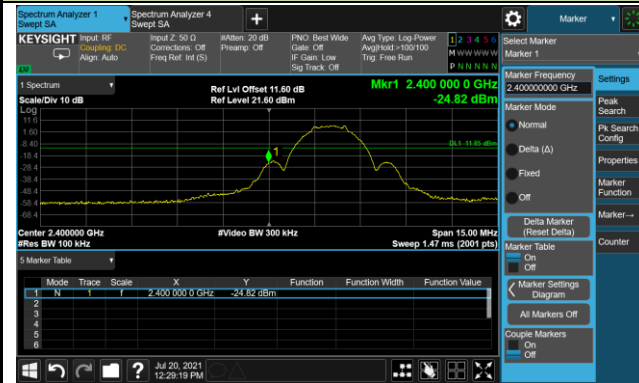 Spectrum Analyzer 1
Swept SA
Spectrum Analyzer 4
Swept SA
Marker
KEYSIGHT
Input: RF
Coupling: DC
Align: Auto
Input Z: 50 Ω
Corrections: Off
Freq Ref: Int (S)
#Atten: 20 dB
Preamp: Off
PNO: Best Wide
Gate: Off
IF Gain: Low
Sig Track: Off
Avg Type: Log-Power
Avg|Hold:>100/100
Trig: Free Run
1 2 3 4 5 6
M W W W W W
P N N N N N
Select Marker
Marker 1
1 Spectrum
Scale/Div 10 dB
Log
Ref Lvl Offset 11.60 dB
Ref Level 21.60 dBm
Mkr1 2.400 000 0 GHz
-24.82 dBm
11.6
1.60
-8.40
-18.4
-28.4
-38.4
-48.4
-58.4
-68.4
1
DL1 -11.85 dBm
Center 2.400000 GHz
#Res BW 100 kHz
#Video BW 300 kHz
Span 15.00 MHz
Sweep 1.47 ms (2001 pts)
5 Marker Table
Mode Trace Scale X Y Function Function Width Function Value
1 N 1 f 2.400 000 0 GHz -24.82 dBm
2
3
4
5
6
Jul 20, 2021
12:29:19 PM
Marker Frequency
2.400000000 GHz
Marker Mode
Normal
Delta (Δ)
Fixed
Off
Delta Marker
(Reset Delta)
Marker Table
On
Off
Marker Settings
Diagram
All Markers Off
Couple Markers
On
Off
Settings
Peak
Search
Pk Search
Config
Properties
Marker
Function
Marker→
Counter